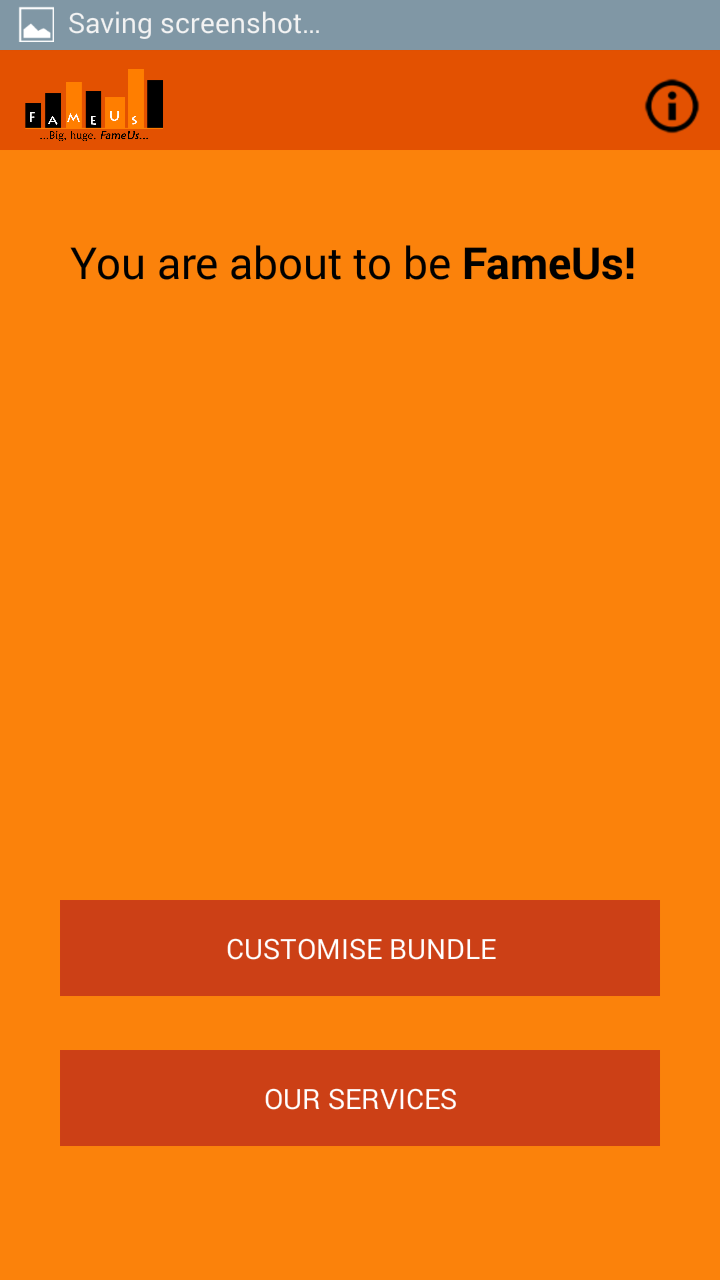 Saving screenshot...
F A M E U S
...Big, huge. FameUs...
You are about to be FameUs!
CUSTOMISE BUNDLE
OUR SERVICES